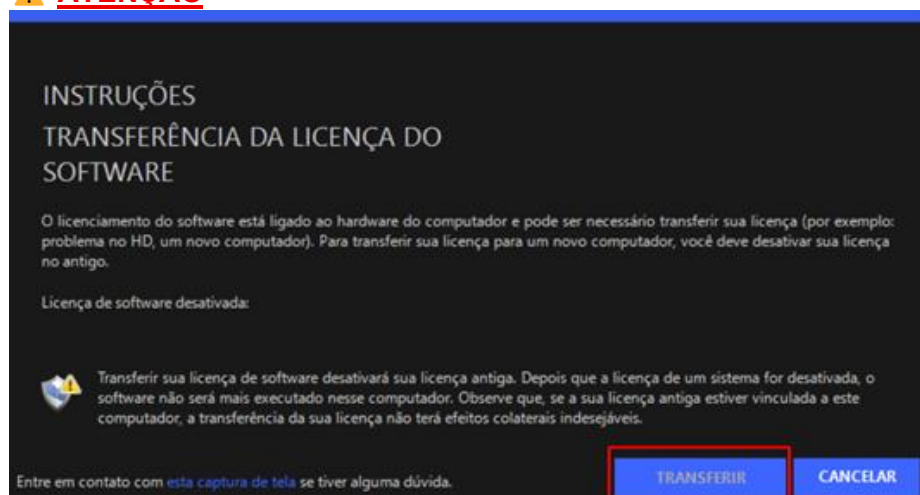 ATENÇÃO
INSTRUÇÕES
TRANSFERÊNCIA DA LICENÇA DO
SOFTWARE
O licenciamento do software está ligado ao hardware do computador e pode ser necessário transferir sua licença (por exemplo:
problema no HD, um novo computador). Para transferir sua licença para um novo computador, você deve desativar sua licença
no antigo.
Licença de software desativada:
Transferir sua licença de software desativará sua licença antiga. Depois que a licença de um sistema for desativada, o
software não será mais executado nesse computador. Observe que, se a sua licença antiga estiver vinculada a este
computador, a transferência da sua licença não terá efeitos colaterais indesejáveis.
Entre em contato com esta captura de tela se tiver alguma dúvida.
TRANSFERIR
CANCELAR